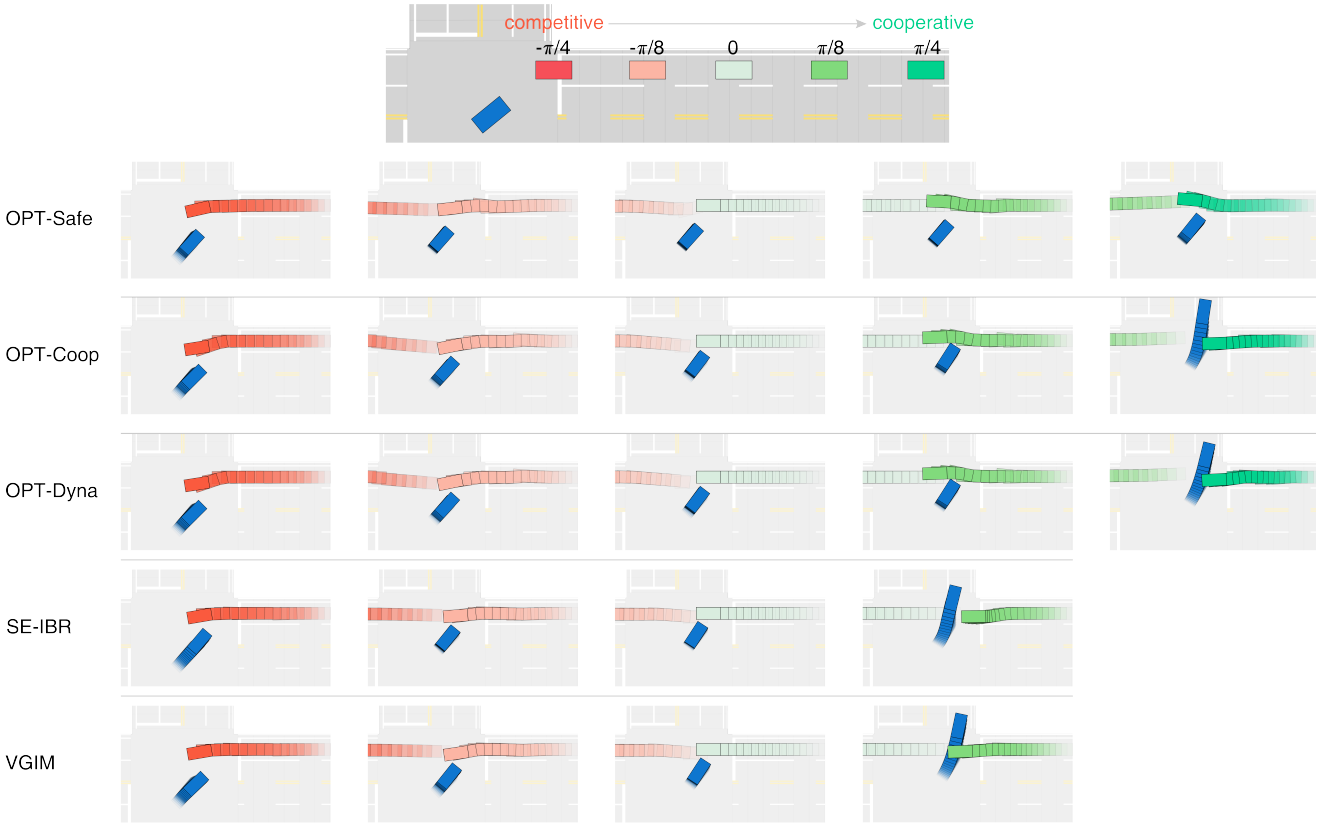 competitive cooperative
-π/4 -π/8 0 π/8 π/4
OPT-Safe
OPT-Coop
OPT-Dyna
SE-IBR
VGIM